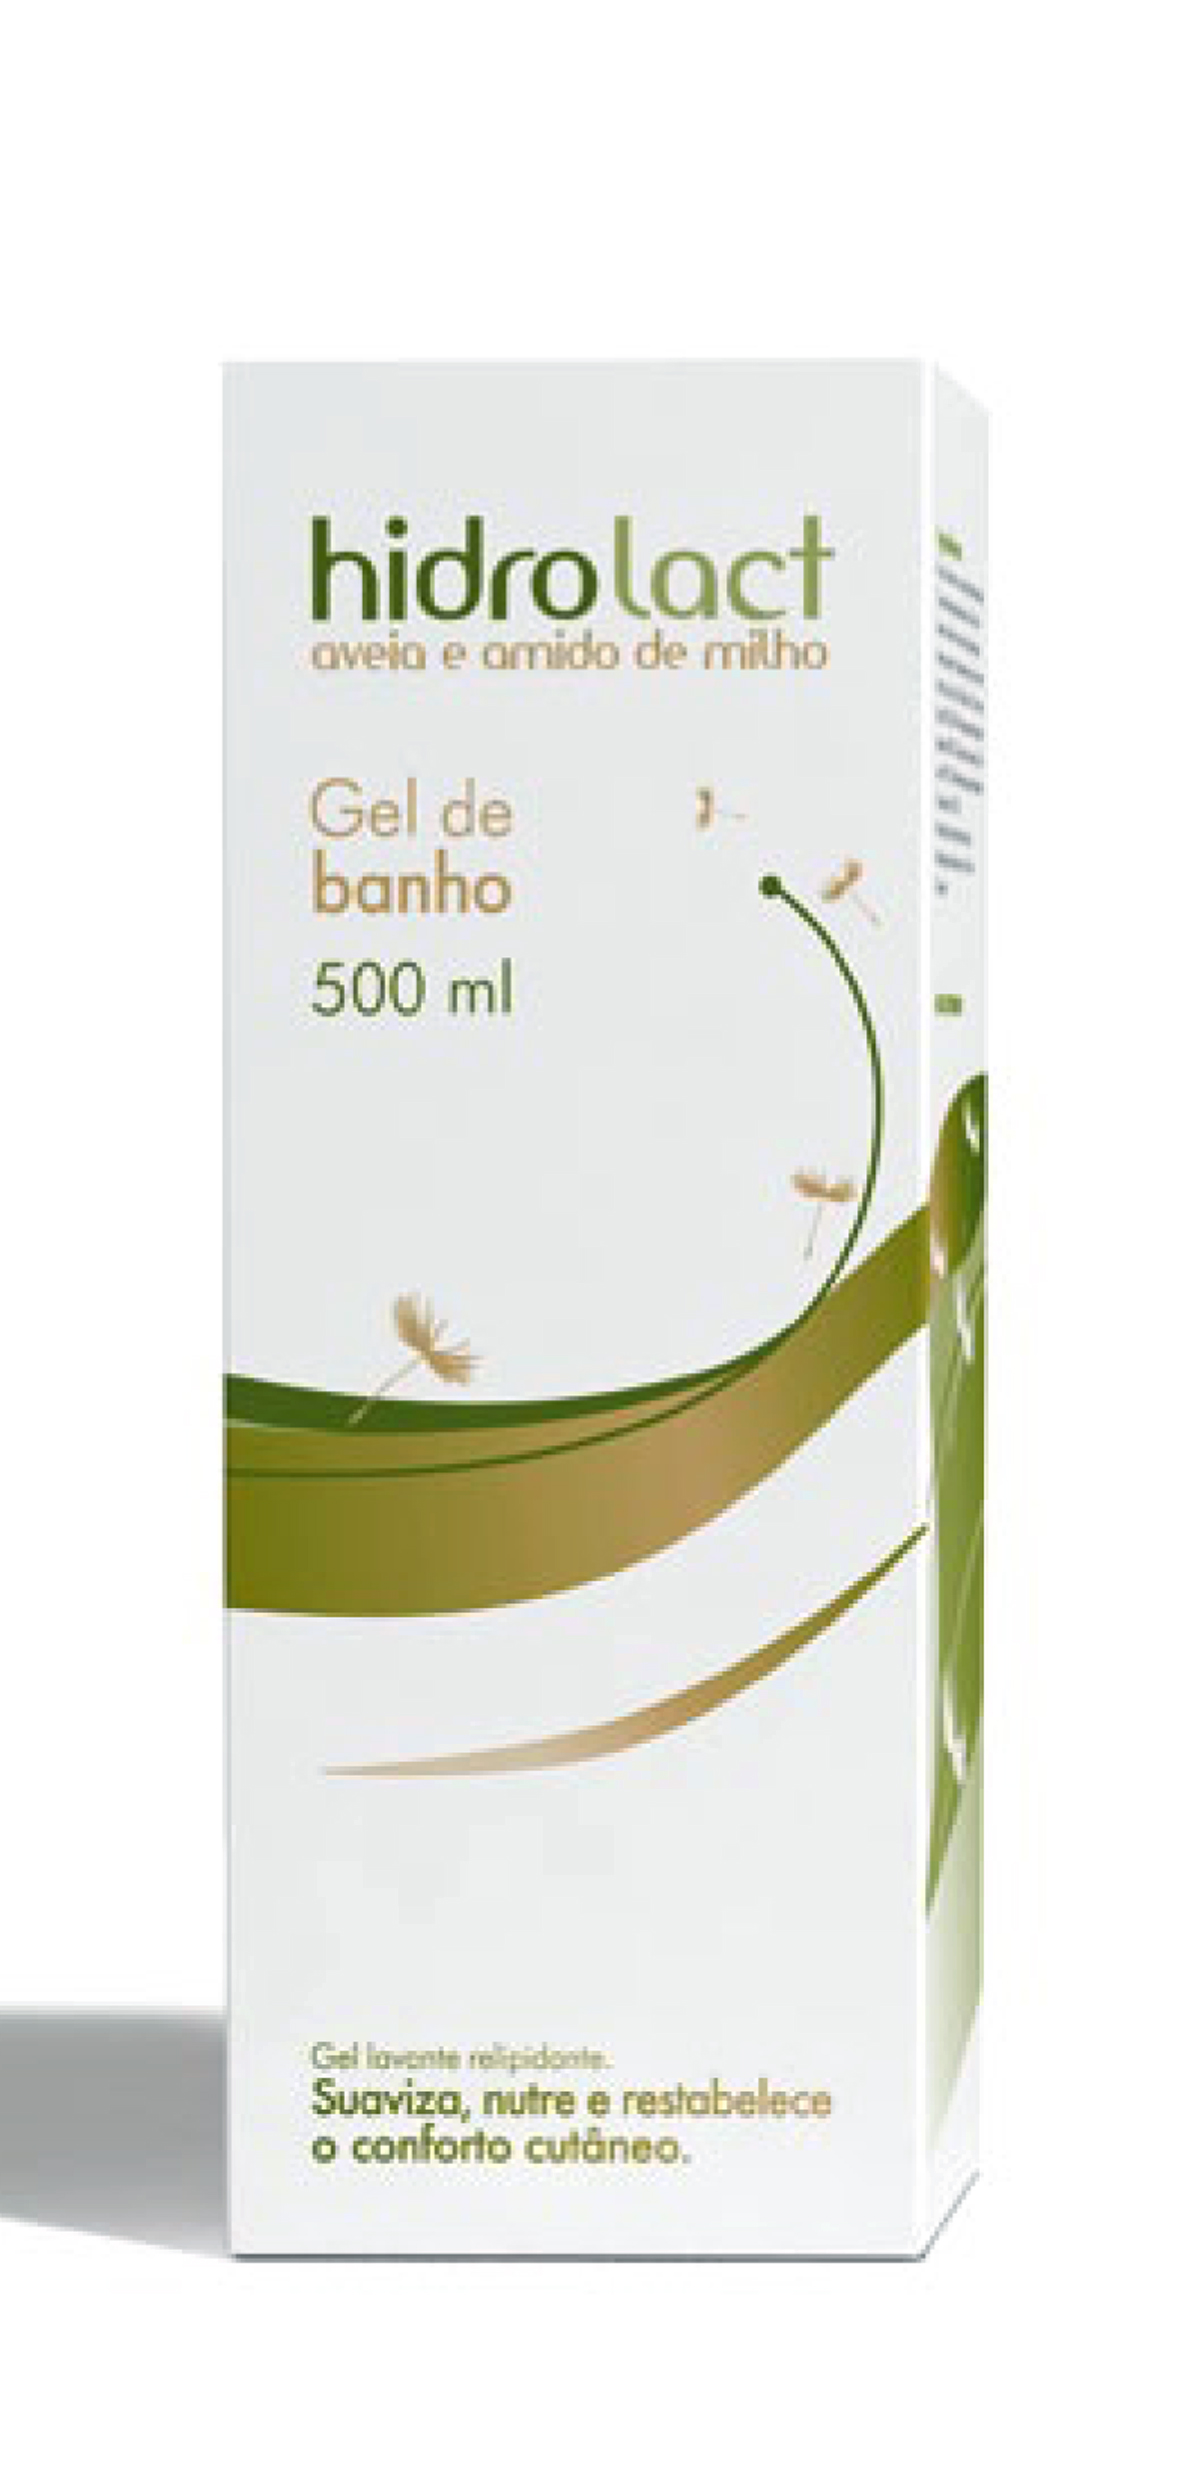 hidrolact
aveia e amido de milho
Gel de
banho
500 ml
Gel lavante relipidante.
Suaviza, nutre e restabelece
o conforto cutâneo.